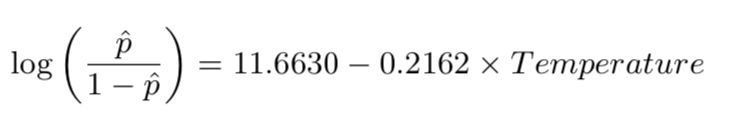 log(p̂ / (1 − p̂)) = 11.6630 − 0.2162 × Temperature